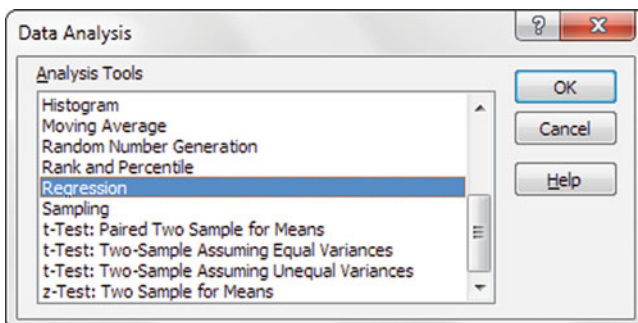 Data Analysis
?
X
Analysis Tools
Histogram
Moving Average
Random Number Generation
Rank and Percentile
Regression
Sampling
t-Test: Paired Two Sample for Means
t-Test: Two-Sample Assuming Equal Variances
t-Test: Two-Sample Assuming Unequal Variances
z-Test: Two Sample for Means
OK
Cancel
Help